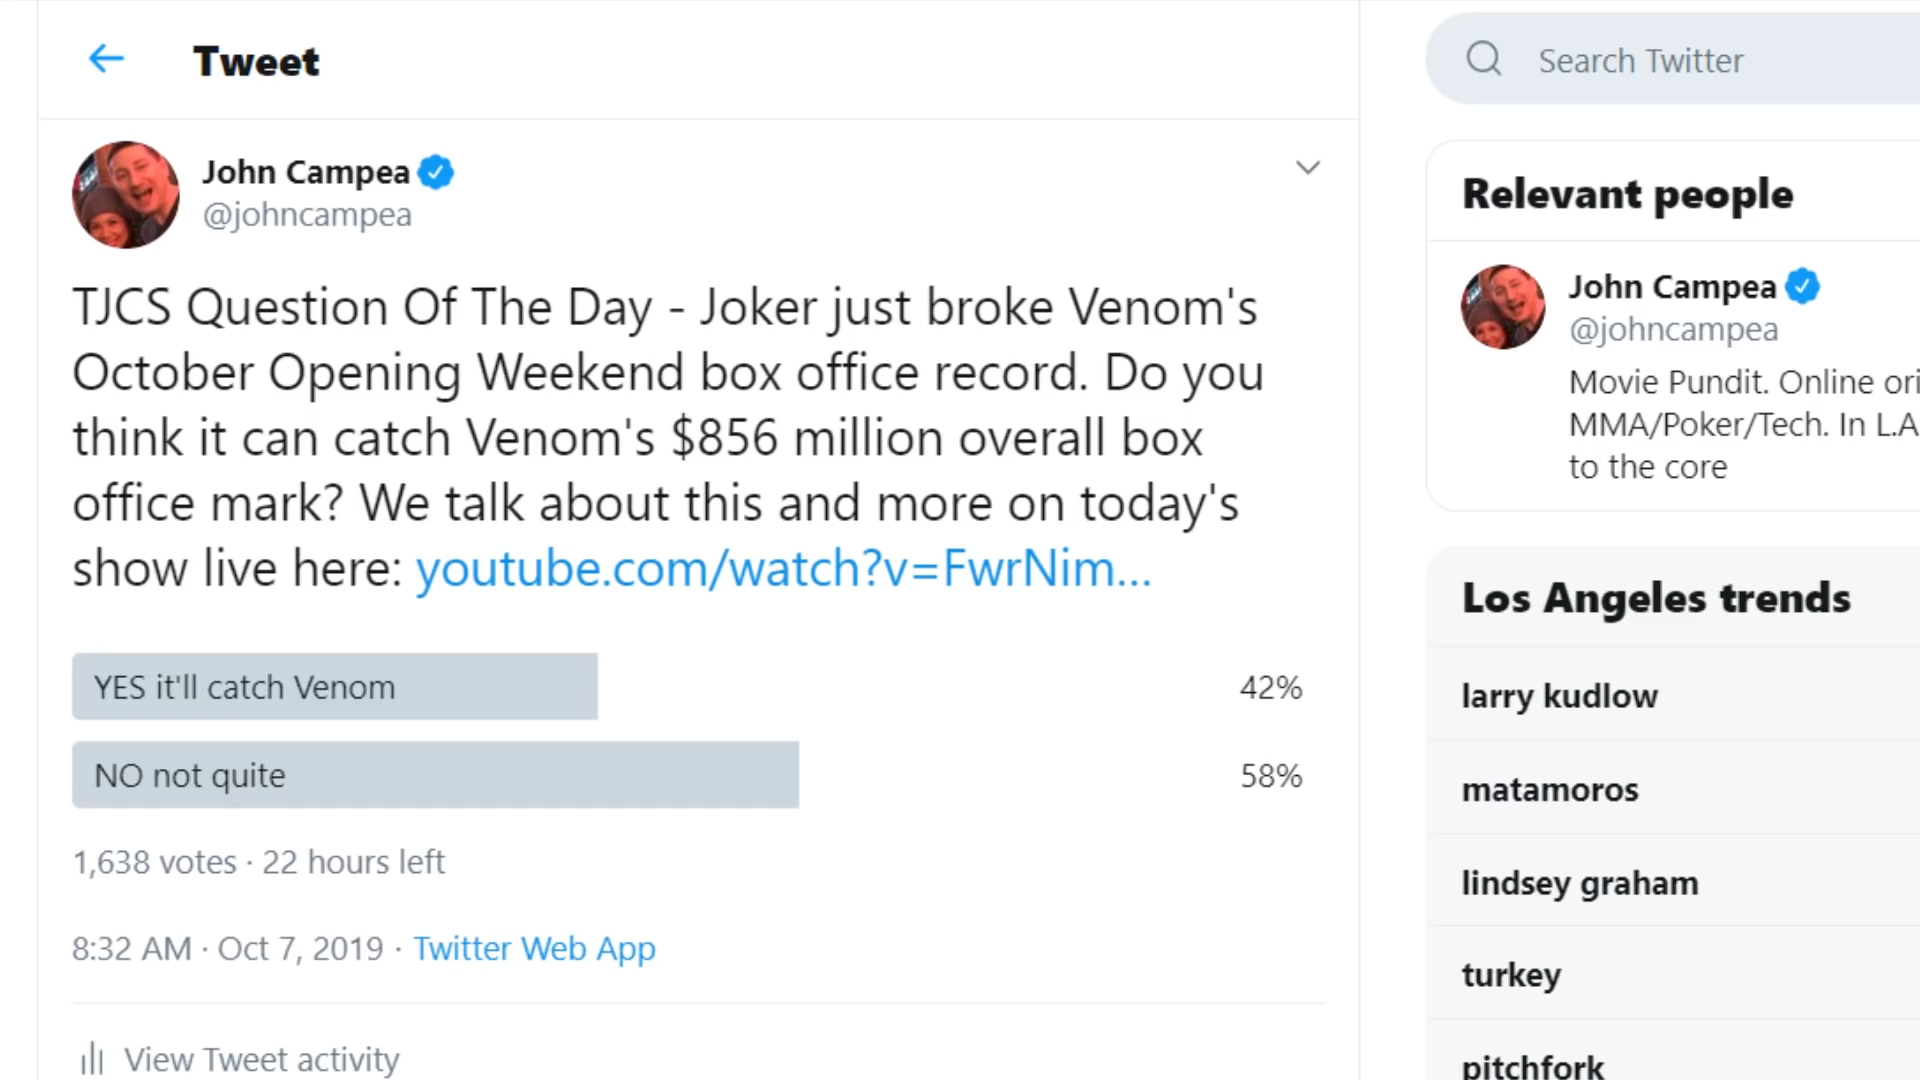 Tweet
John Campea
@johncampea
TJCS Question Of The Day - Joker just broke Venom's
October Opening Weekend box office record. Do you
think it can catch Venom's $856 million overall box
office mark? We talk about this and more on today's
show live here: youtube.com/watch?v=FwrNim...
YES it'll catch Venom 42%
NO not quite 58%
1,638 votes · 22 hours left
8:32 AM · Oct 7, 2019 · Twitter Web App
View Tweet activity
Search Twitter
Relevant people
John Campea
@johncampea
Movie Pundit. Online ori
MMA/Poker/Tech. In L.A
to the core
Los Angeles trends
larry kudlow
matamoros
lindsey graham
turkey
pitchfork